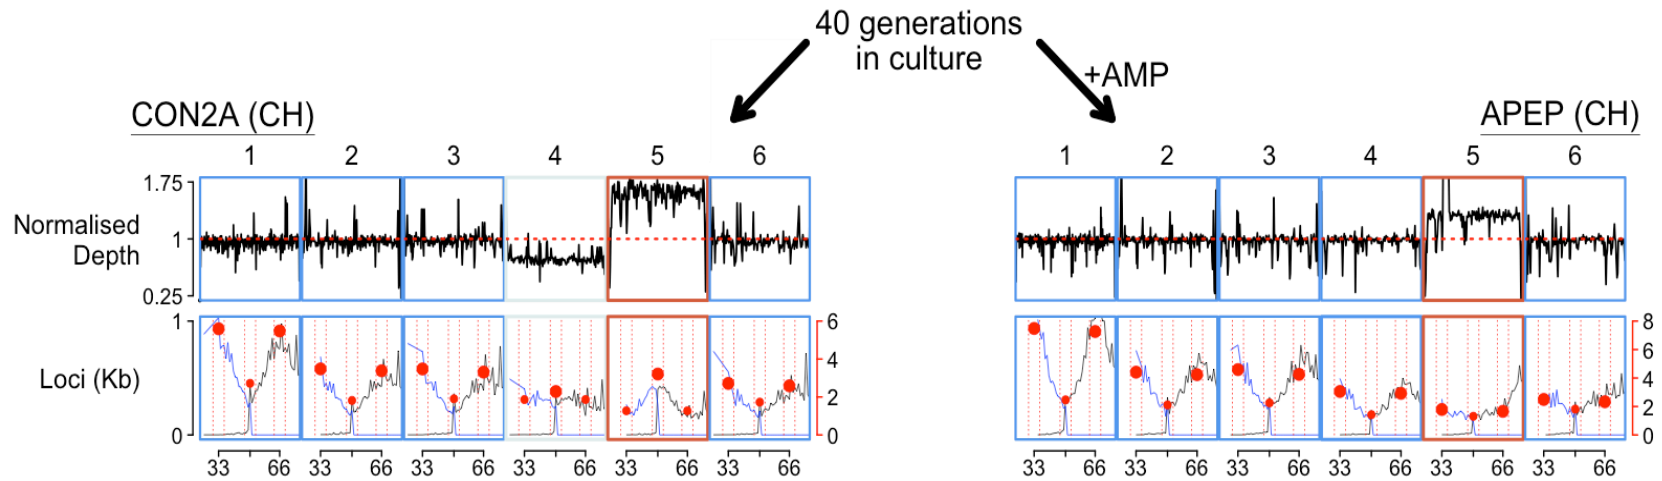 40 generations
in culture
+AMP
CON2A (CH)
APEP (CH)
1 2 3 4 5 6
1 2 3 4 5 6
1.75
Normalised
Depth
1
0.25
1
Loci (Kb)
0
6
4
2
0
8
6
4
2
0
33 66 33 66 33 66 33 66 33 66 33 66
33 66 33 66 33 66 33 66 33 66 33 66